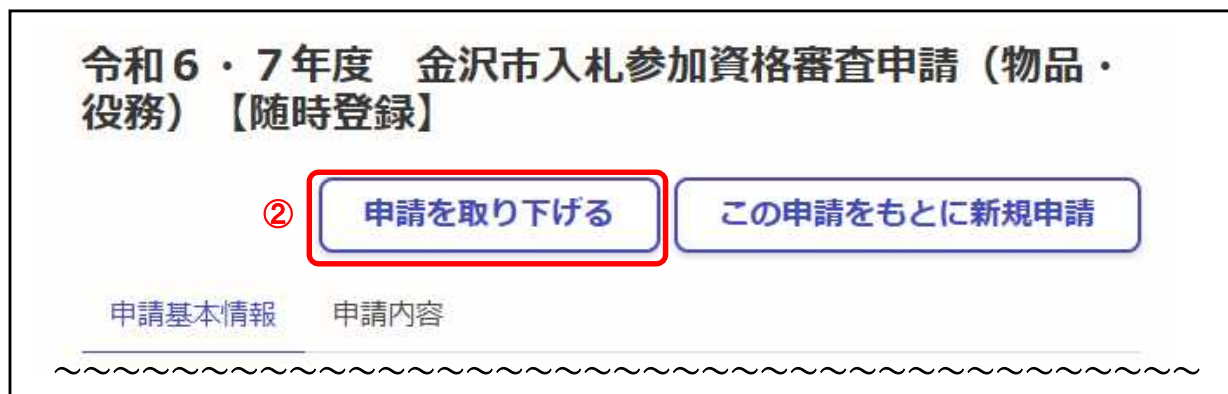 令和６・７年度　金沢市入札参加資格審査申請（物品・
役務）【随時登録】
② 申請を取り下げる この申請をもとに新規申請
申請基本情報 申請内容